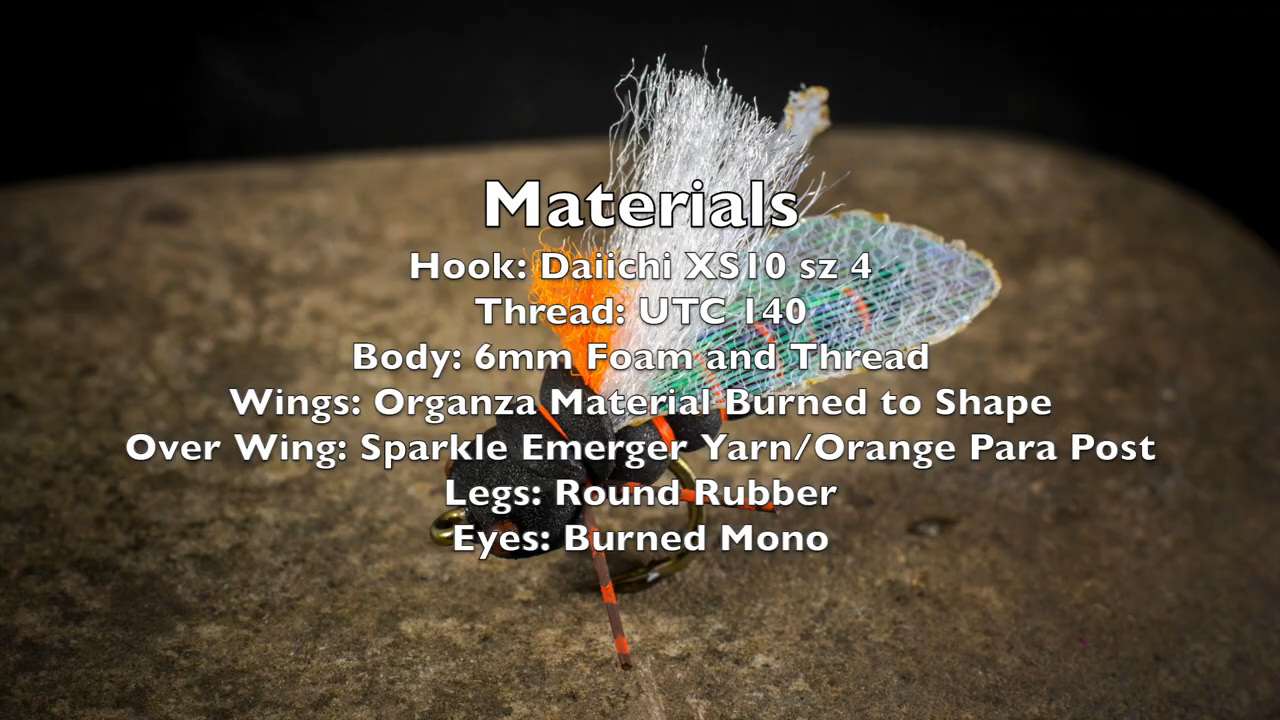 Materials
Hook: Daiichi XS10 sz 4
Thread: UTC 140
Body: 6mm Foam and Thread
Wings: Organza Material Burned to Shape
Over Wing: Sparkle Emerger Yarn/Orange Para Post
Legs: Round Rubber
Eyes: Burned Mono